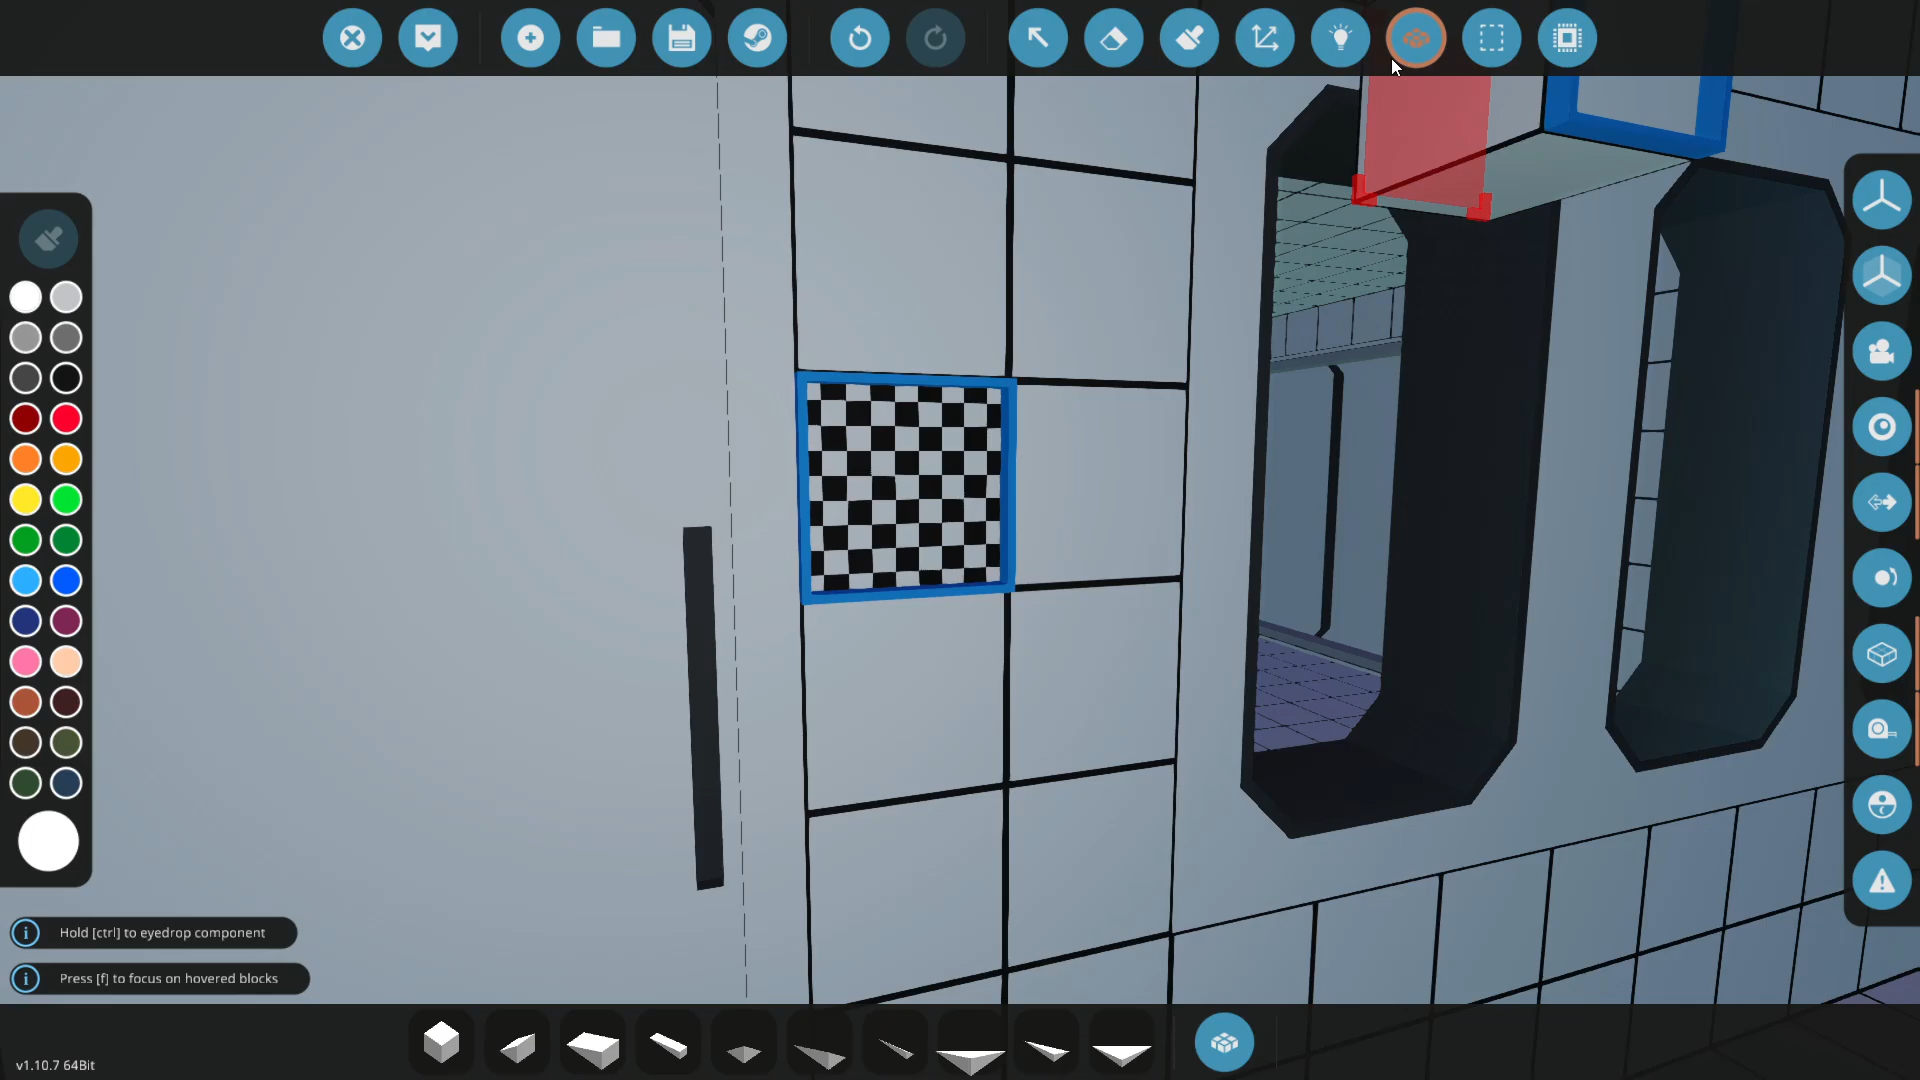 Hold [ctrl] to eyedrop component
Press [f] to focus on hovered blocks
v1.10.7 64Bit